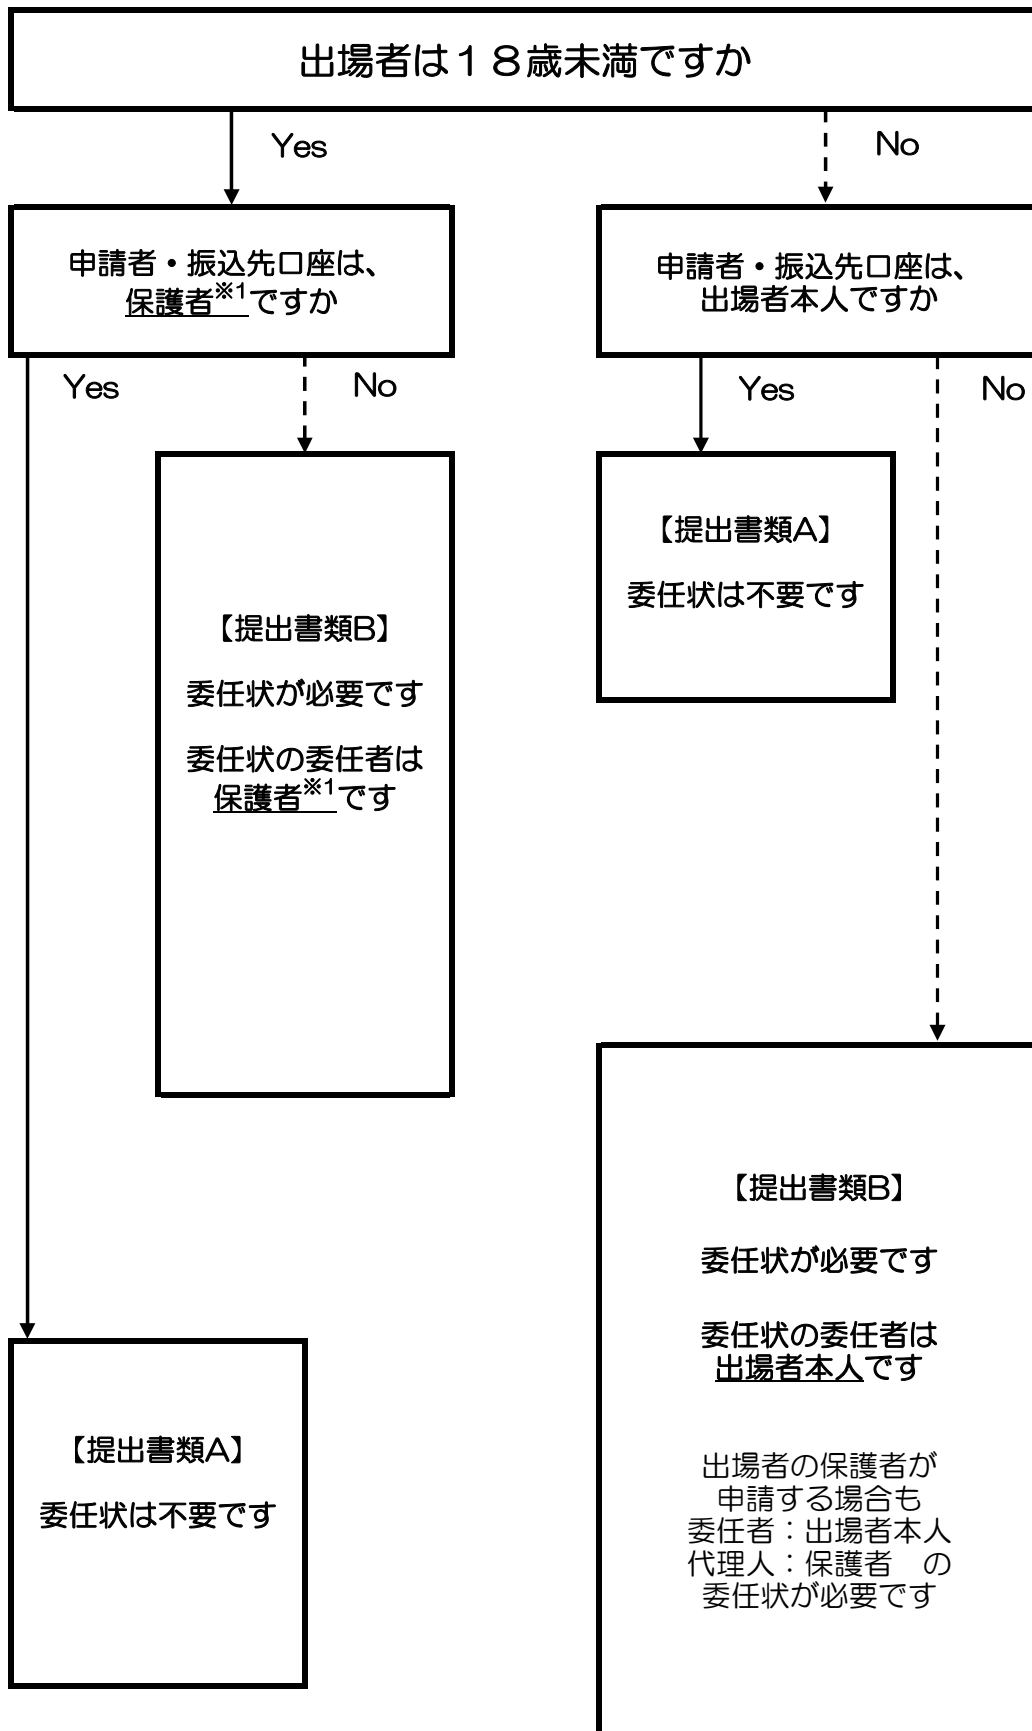 出場者は１８歳未満ですか
Yes
No
申請者・振込先口座は、
保護者※1ですか
申請者・振込先口座は、
出場者本人ですか
Yes
No
Yes
No
【提出書類B】
委任状が必要です
委任状の委任者は
保護者※1です
【提出書類A】
委任状は不要です
【提出書類A】
委任状は不要です
【提出書類B】
委任状が必要です
委任状の委任者は
出場者本人です
出場者の保護者が
申請する場合も
委任者：出場者本人
代理人：保護者　の
委任状が必要です